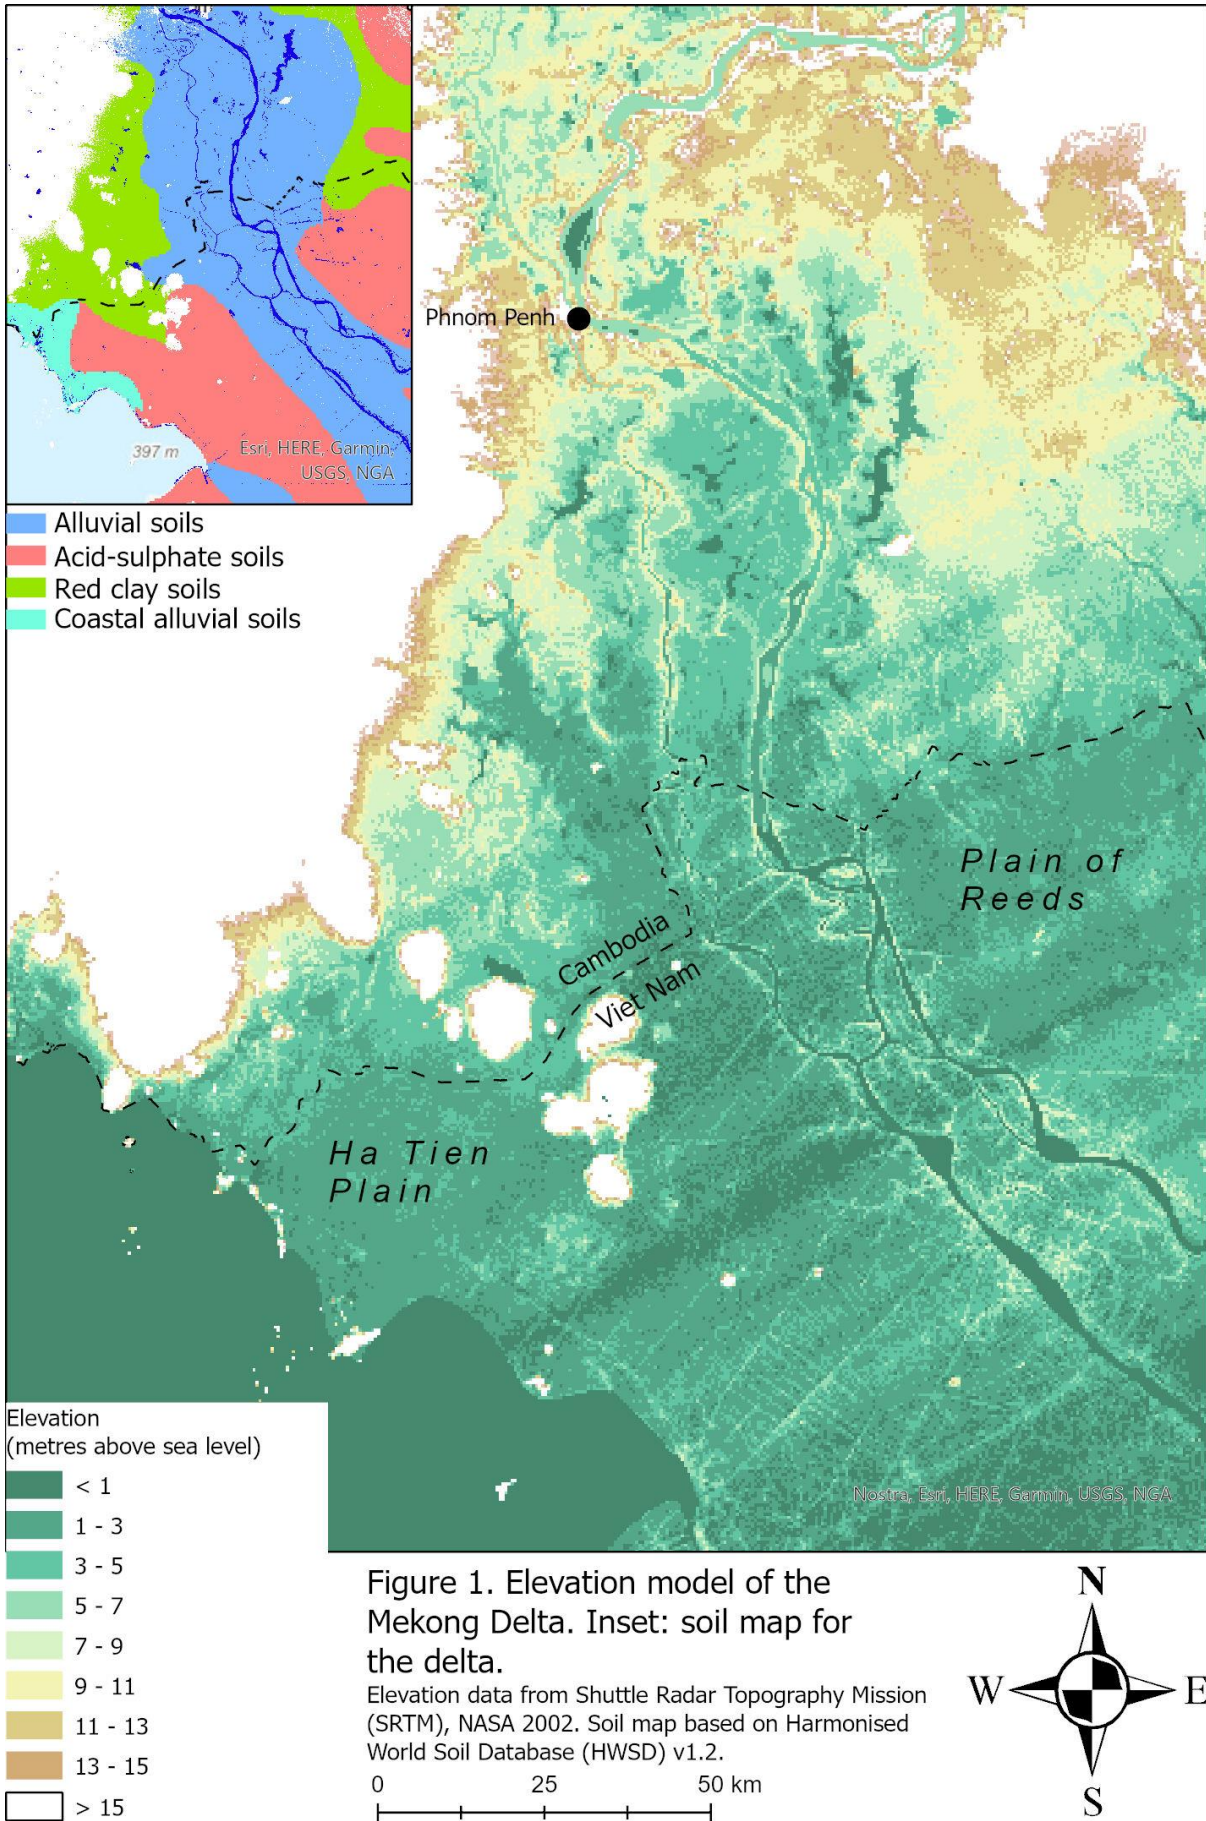 397 m
Esri, HERE, Garmin,
USGS, NGA
Alluvial soils
Acid-sulphate soils
Red clay soils
Coastal alluvial soils
Phnom Penh
Plain of
Reeds
Cambodia
Viet Nam
Ha Tien
Plain
Nostra, Esri, HERE, Garmin, USGS, NGA
Elevation
(metres above sea level)
< 1
1 - 3
3 - 5
5 - 7
7 - 9
9 - 11
11 - 13
13 - 15
> 15
Figure 1. Elevation model of the
Mekong Delta. Inset: soil map for
the delta.
Elevation data from Shuttle Radar Topography Mission
(SRTM), NASA 2002. Soil map based on Harmonised
World Soil Database (HWSD) v1.2.
0 25 50 km
N
W E
S